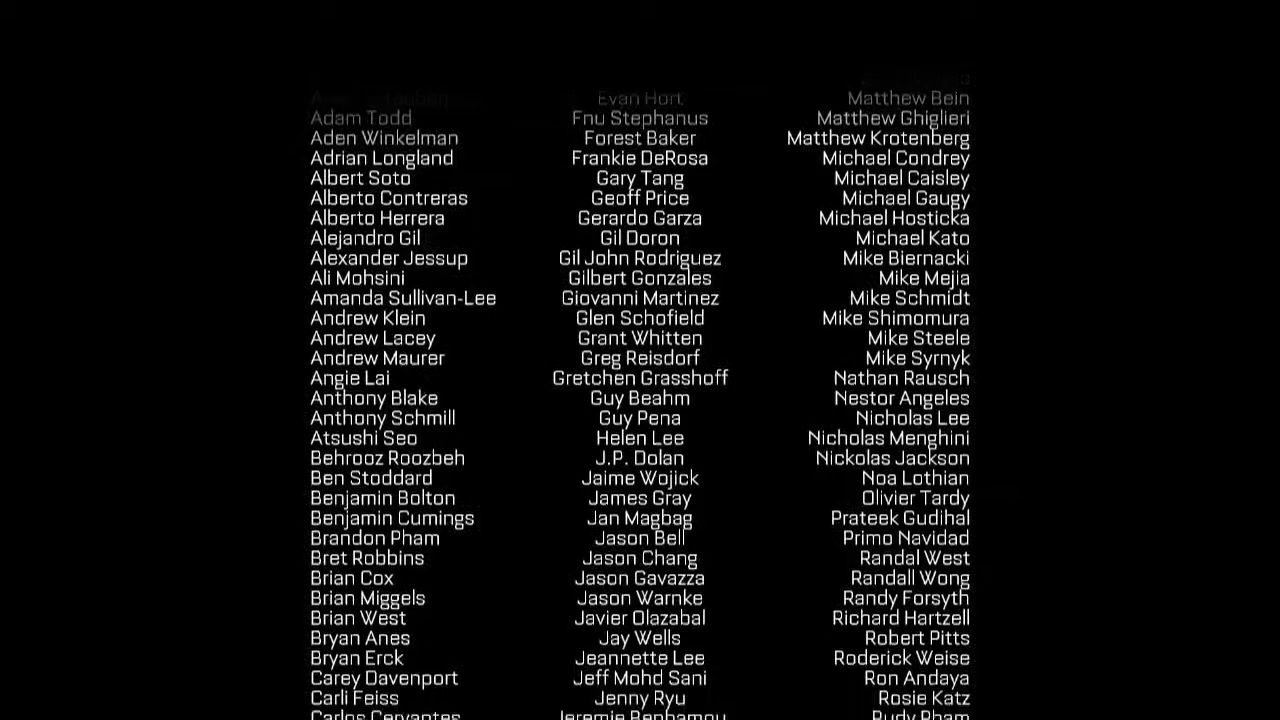 Evan Hort Matthew Bein
Adam Todd Fnu Stephanus Matthew Ghiglieri
Aden Winkelman Forest Baker Matthew Krotenberg
Adrian Longland Frankie DeRosa Michael Condrey
Albert Soto Gary Tang Michael Caisley
Alberto Contreras Geoff Price Michael Gaugy
Alberto Herrera Gerardo Garza Michael Hosticka
Alejandro Gil Gil Doron Michael Kato
Alexander Jessup Gil John Rodriguez Mike Biernacki
Ali Mohsini Gilbert Gonzales Mike Mejia
Amanda Sullivan-Lee Giovanni Martinez Mike Schmidt
Andrew Klein Glen Schofield Mike Shimomura
Andrew Lacey Grant Whitten Mike Steele
Andrew Maurer Greg Reisdorf Mike Syrnyk
Angie Lai Gretchen Grasshoff Nathan Rausch
Anthony Blake Guy Beahm Nestor Angeles
Anthony Schmill Guy Pena Nicholas Lee
Atsushi Seo Helen Lee Nicholas Menghini
Behrooz Roozbeh J.P. Dolan Nickolas Jackson
Ben Stoddard Jaime Wojick Noa Lothian
Benjamin Bolton James Gray Olivier Tardy
Benjamin Cumings Jan Magbag Prateek Gudihal
Brandon Pham Jason Bell Primo Navidad
Bret Robbins Jason Chang Randal West
Brian Cox Jason Gavazza Randall Wong
Brian Miggels Jason Warnke Randy Forsyth
Brian West Javier Olazabal Richard Hartzell
Bryan Anes Jay Wells Robert Pitts
Bryan Erck Jeannette Lee Roderick Weise
Carey Davenport Jeff Mohd Sani Ron Andaya
Carli Feiss Jenny Ryu Rosie Katz
Carlos Cervantes Jeremie Benhamou Rudy Pham